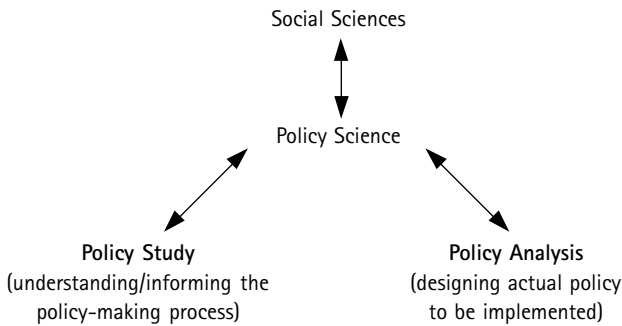 Social Sciences
Policy Science
Policy Study
(understanding/informing the
policy-making process)
Policy Analysis
(designing actual policy
to be implemented)